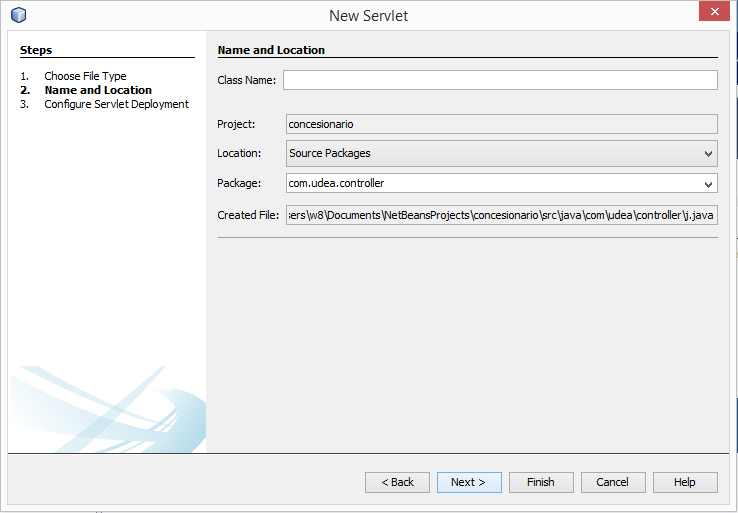 New Servlet
Steps
1. Choose File Type
2. Name and Location
3. Configure Servlet Deployment
Name and Location
Class Name:
Project: concesionario
Location: Source Packages
Package: com.udea.controller
Created File: sers\w8\Documents\NetBeansProjects\concesionario\src\java\com\udea\controller\j.java
< Back Next > Finish Cancel Help